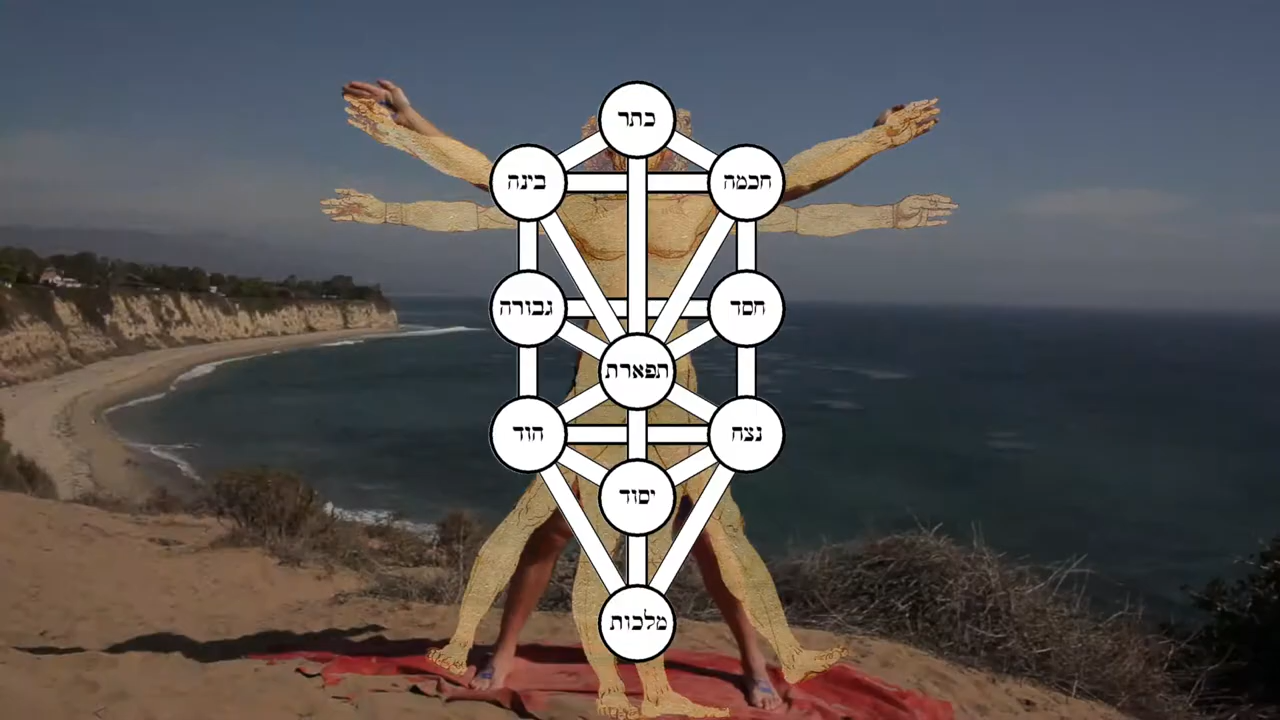 כתר
חכמה
בינה
חסד
גבורה
תפארת
נצח
הוד
יסוד
מלכות